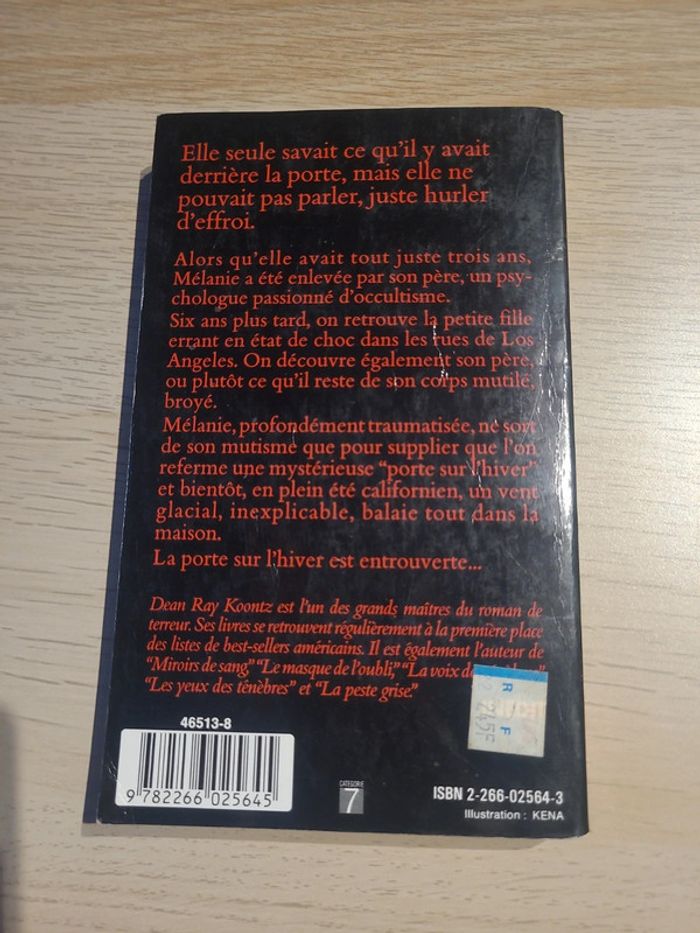 Elle seule savait ce qu'il y avait
derrière la porte, mais elle ne
pouvait pas parler, juste hurler
d'effroi.
Alors qu'elle avait tout juste trois ans,
Mélanie a été enlevée par son père, un psy-
chologue passionné d'occultisme.
Six ans plus tard, on retrouve la petite fille
errant en état de choc dans les rues de Los
Angeles. On découvre également son père,
ou plutôt ce qu'il reste de son corps mutilé,
broyé.
Mélanie, profondément traumatisée, ne sort
de son mutisme que pour supplier que l'on
referme une mystérieuse “porte sur l'hiver”
et bientôt, en plein été californien, un vent
glacial, inexplicable, balaie tout dans la
maison.
La porte sur l'hiver est entrouverte...
Dean Ray Koontz est l'un des grands maîtres du roman de
terreur. Ses livres se retrouvent régulièrement à la première place
des listes de best-sellers américains. Il est également l'auteur de
“Miroirs de sang,” “Le masque de l'oubli,” “La voix
“Les yeux des ténèbres” et “La peste grise.”
R F
46513-8
9 782266 025645
CATEGORIE
7
ISBN 2-266-02564-3
Illustration : KENA